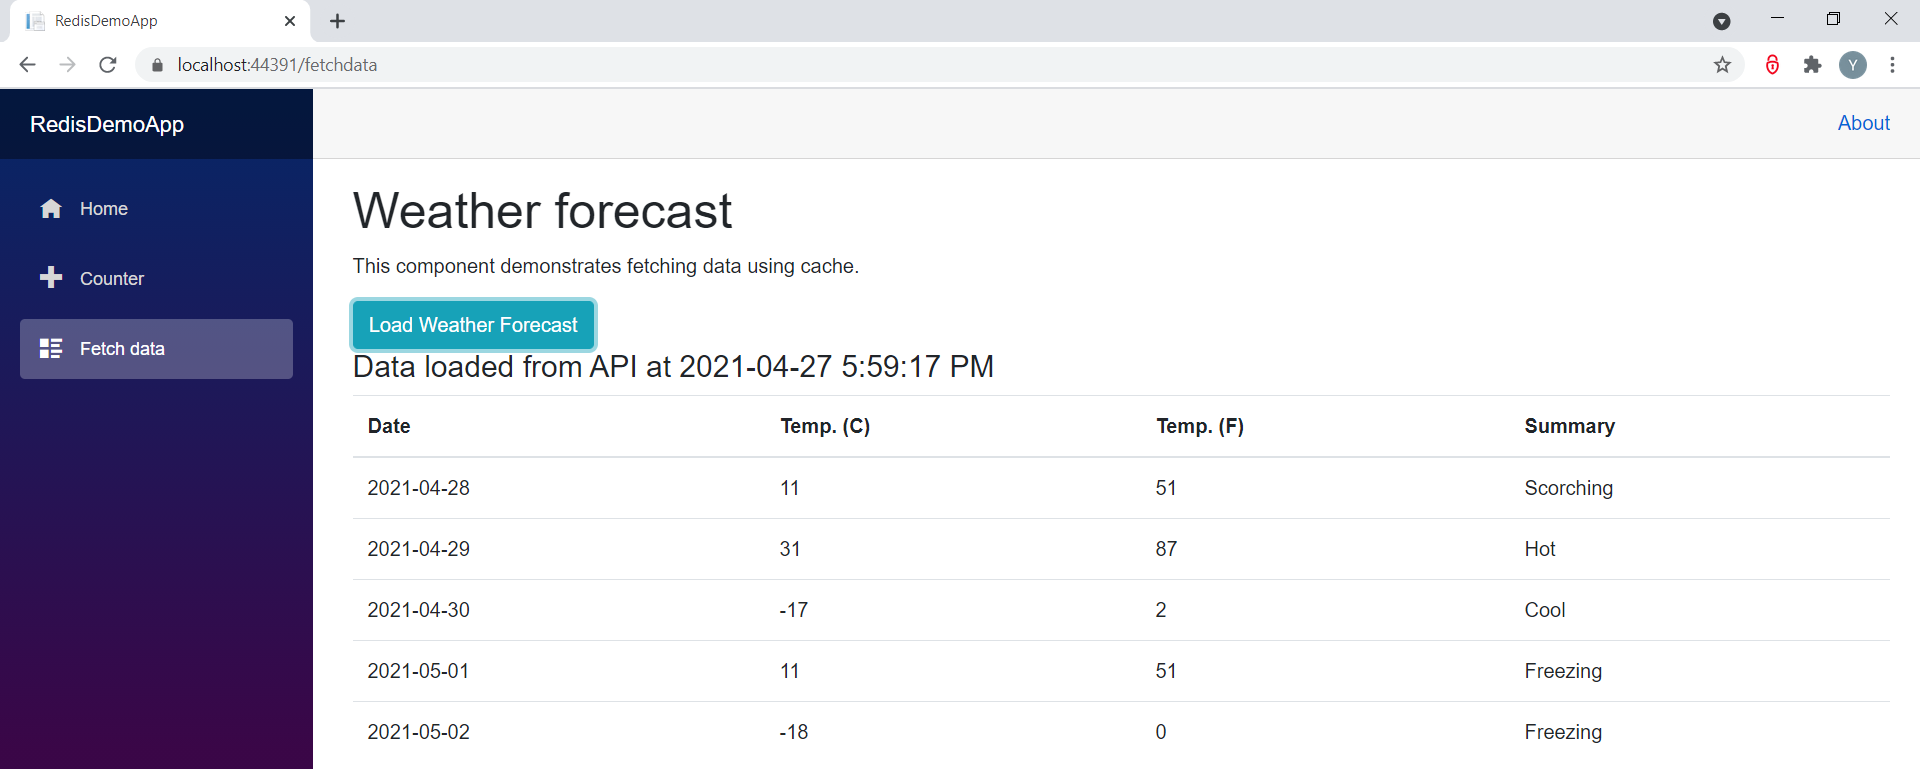 RedisDemoApp
localhost:44391/fetchdata
Y
RedisDemoApp
About
Home
Counter
Fetch data
Weather forecast
This component demonstrates fetching data using cache.
Load Weather Forecast
Data loaded from API at 2021-04-27 5:59:17 PM
Date Temp. (C) Temp. (F) Summary
2021-04-28 11 51 Scorching
2021-04-29 31 87 Hot
2021-04-30 -17 2 Cool
2021-05-01 11 51 Freezing
2021-05-02 -18 0 Freezing